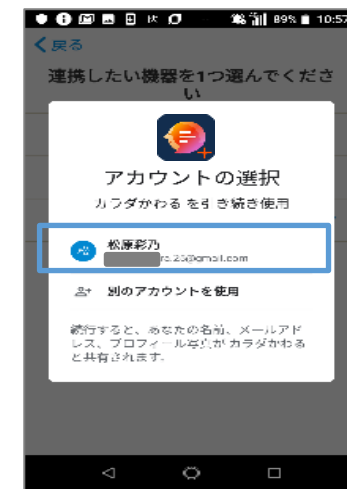 89% 10:57
戻る
連携したい機器を1つ選んでくださ
い
アカウントの選択
カラダかわる を引き続き使用
松原彩乃
ra.25@gmail.com
別のアカウントを使用
続行すると、あなたの名前、メールアド
レス、プロフィール写真が カラダかわる
と共有されます。